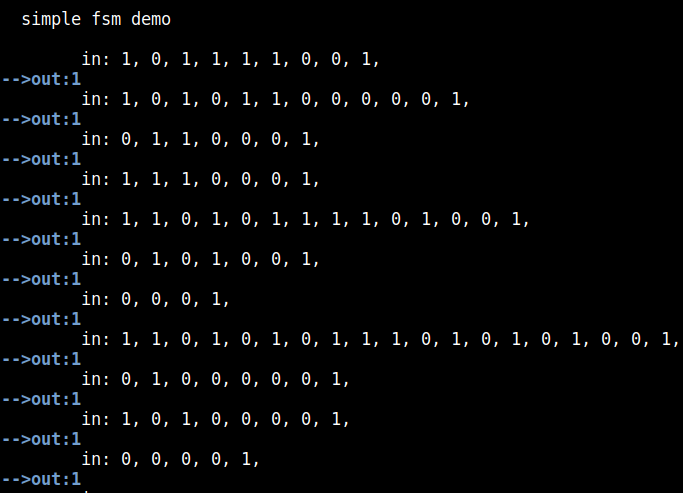 simple fsm demo
in: 1, 0, 1, 1, 1, 1, 0, 0, 1,
-->out:1
in: 1, 0, 1, 0, 1, 1, 0, 0, 0, 0, 0, 1,
-->out:1
in: 0, 1, 1, 0, 0, 0, 1,
-->out:1
in: 1, 1, 1, 0, 0, 0, 1,
-->out:1
in: 1, 1, 0, 1, 0, 1, 1, 1, 1, 0, 1, 0, 0, 1,
-->out:1
in: 0, 1, 0, 1, 0, 0, 1,
-->out:1
in: 0, 0, 0, 1,
-->out:1
in: 1, 1, 0, 1, 0, 1, 0, 1, 1, 1, 0, 1, 0, 1, 0, 1, 0, 0, 1,
-->out:1
in: 0, 1, 0, 0, 0, 0, 0, 1,
-->out:1
in: 1, 0, 1, 0, 0, 0, 0, 1,
-->out:1
in: 0, 0, 0, 0, 1,
-->out:1